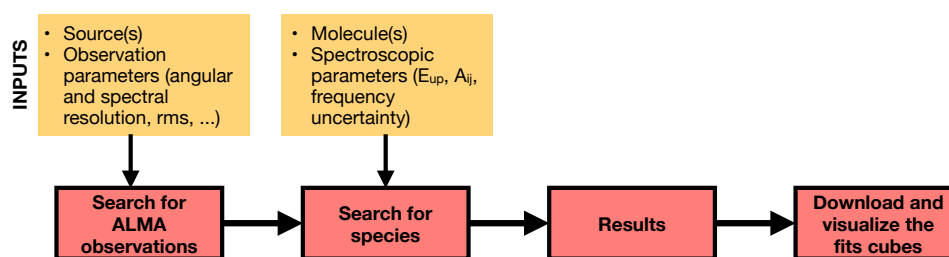 INPUTS
• Source(s)
• Observation
parameters (angular
and spectral
resolution, rms, ...)
• Molecule(s)
• Spectroscopic
parameters (Eup, Aij,
frequency
uncertainty)
Search for
ALMA
observations
Search for
species
Results
Download and
visualize the
fits cubes